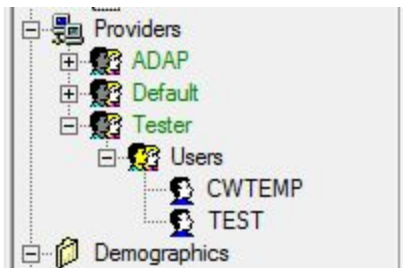 Providers
ADAP
Default
Tester
Users
CWTEMP
TEST
Demographics